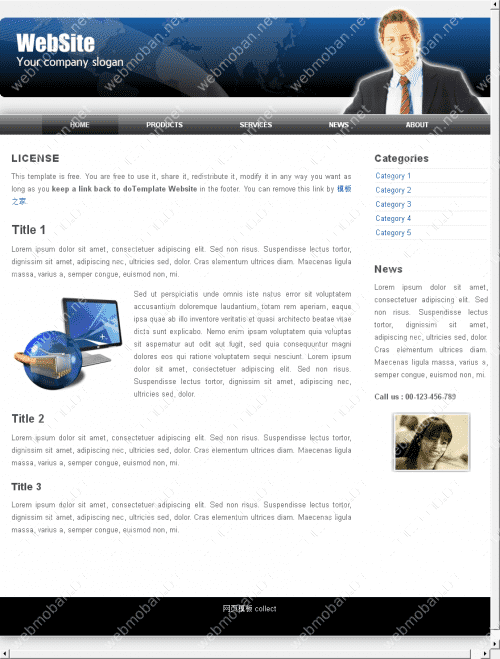 WebSite
Your company slogan
HOME PRODUCTS SERVICES NEWS ABOUT
LICENSE
This template is free. You are free to use it, share it, redistribute it, modify it in any way you want as
long as you keep a link back to doTemplate Website in the footer. You can remove this link by 模板
之家.
Title 1
Lorem ipsum dolor sit amet, consectetuer adipiscing elit. Sed non risus. Suspendisse lectus tortor,
dignissim sit amet, adipiscing nec, ultricies sed, dolor. Cras elementum ultrices diam. Maecenas ligula
massa, varius a, semper congue, euismod non, mi.
Sed ut perspiciatis unde omnis iste natus error sit voluptatem
accusantium doloremque laudantium, totam rem aperiam, eaque
ipsa quae ab illo inventore veritatis et quasi architecto beatae vitae
dicta sunt explicabo. Nemo enim ipsam voluptatem quia voluptas
sit aspernatur aut odit aut fugit, sed quia consequuntur magni
dolores eos qui ratione voluptatem sequi nesciunt. Lorem ipsum
dolor sit amet, consectetuer adipiscing elit. Sed non risus.
Suspendisse lectus tortor, dignissim sit amet, adipiscing nec,
ultricies sed, dolor.
Title 2
Lorem ipsum dolor sit amet, consectetuer adipiscing elit. Sed non risus. Suspendisse lectus tortor,
dignissim sit amet, adipiscing nec, ultricies sed, dolor. Cras elementum ultrices diam. Maecenas ligula
massa, varius a, semper congue, euismod non, mi.
Title 3
Lorem ipsum dolor sit amet, consectetuer adipiscing elit. Sed non risus. Suspendisse lectus tortor,
dignissim sit amet, adipiscing nec, ultricies sed, dolor. Cras elementum ultrices diam. Maecenas ligula
massa, varius a, semper congue, euismod non, mi.
Categories
Category 1
Category 2
Category 3
Category 4
Category 5
News
Lorem ipsum dolor sit amet,
consectetuer adipiscing elit. Sed
non risus. Suspendisse lectus
tortor, dignissim sit amet,
adipiscing nec, ultricies sed,
dolor. Cras elementum ultrices
diam. Maecenas ligula massa,
varius a, semper congue,
euismod non, mi.
Call us : 00-123-456-789
网页模板 collect
webmoban.net